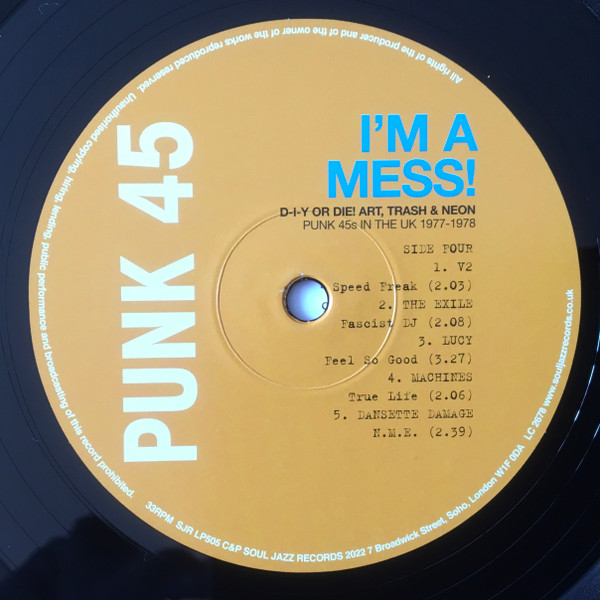 PUNK 45
I'M A
MESS!
D-I-Y OR DIE! ART, TRASH & NEON
PUNK 45s IN THE UK 1977-1978
SIDE FOUR
1. V2
Speed Freak (2.03)
2. THE EXILE
Fascist DJ (2.08)
3. LUCY
Feel So Good (3.27)
4. MACHINES
True Life (2.06)
5. DANSETTE DAMAGE
N.M.E. (2.39)
All rights of the producer and of the owner of the works reproduced reserved. Unauthorised copying, hiring, lending, public performance and broadcasting of this record prohibited.
33RPM SJR LP505 C&P SOUL JAZZ RECORDS 2022 7 Broadwick Street, Soho, London W1F 0DA LC 2678 www.souljazzrecords.co.uk